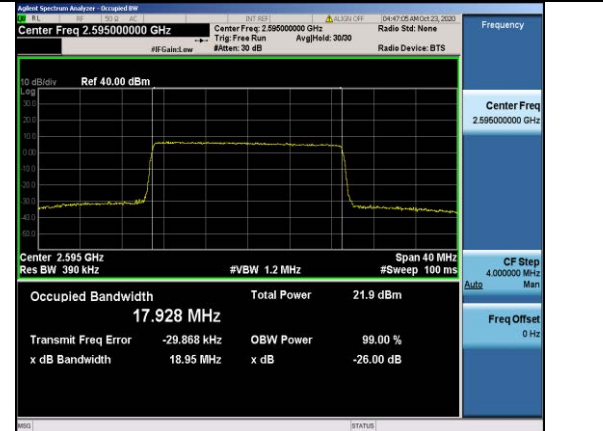 Agilent Spectrum Analyzer - Occupied BW
RL RF 50 Ω AC INT REF ALIGN OFF 04:47:05 AM Oct 23, 2020
Center Freq 2.595000000 GHz Center Freq: 2.595000000 GHz Radio Std: None Frequency
Trig: Free Run Avg|Hold: 30/30
#IFGain:Low #Atten: 30 dB Radio Device: BTS
10 dB/div Ref 40.00 dBm
Log
30.0
20.0
10.0
0.00
-10.0
-20.0
-30.0
-40.0
-50.0
Center Freq
2.595000000 GHz
Center 2.595 GHz Span 40 MHz
Res BW 390 kHz #VBW 1.2 MHz #Sweep 100 ms
CF Step
4.000000 MHz
Auto Man
Occupied Bandwidth Total Power 21.9 dBm
17.928 MHz
Transmit Freq Error -29.868 kHz OBW Power 99.00 %
x dB Bandwidth 18.95 MHz x dB -26.00 dB
Freq Offset
0 Hz
MSG STATUS